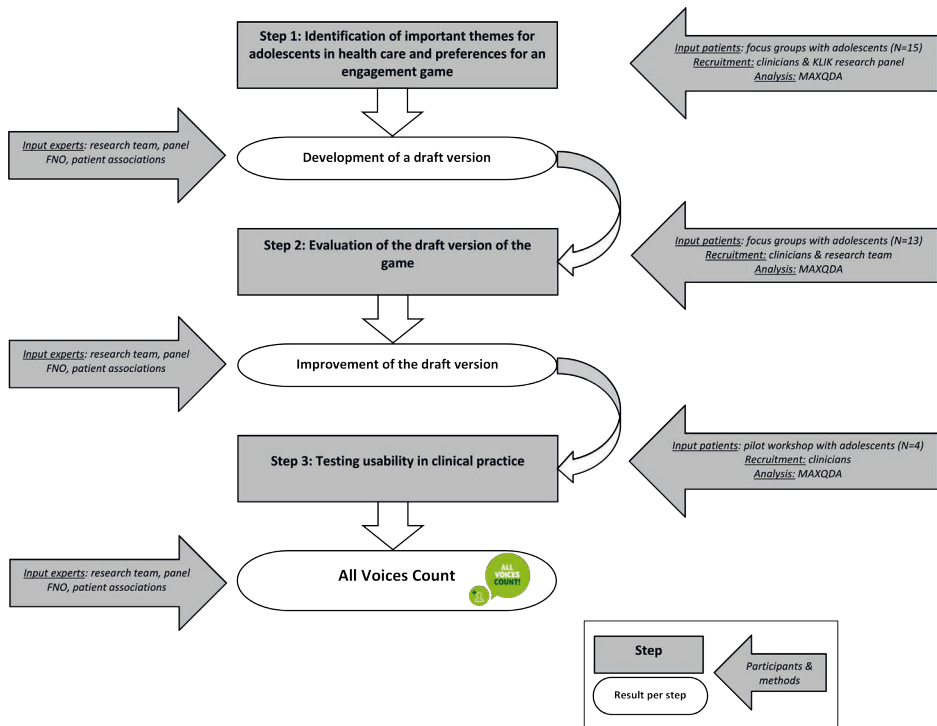 Step 1: Identification of important themes for
adolescents in health care and preferences for an
engagement game
Input patients: focus groups with adolescents (N=15)
Recruitment: clinicians & KLIK research panel
Analysis: MAXQDA
Input experts: research team, panel
FNO, patient associations
Development of a draft version
Step 2: Evaluation of the draft version of the
game
Input patients: focus groups with adolescents (N=13)
Recruitment: clinicians & research team
Analysis: MAXQDA
Input experts: research team, panel
FNO, patient associations
Improvement of the draft version
Step 3: Testing usability in clinical practice
Input patients: pilot workshop with adolescents (N=4)
Recruitment: clinicians
Analysis: MAXQDA
Input experts: research team, panel
FNO, patient associations
All Voices Count
ALL
VOICES
COUNT!
Step
Participants &
methods
Result per step